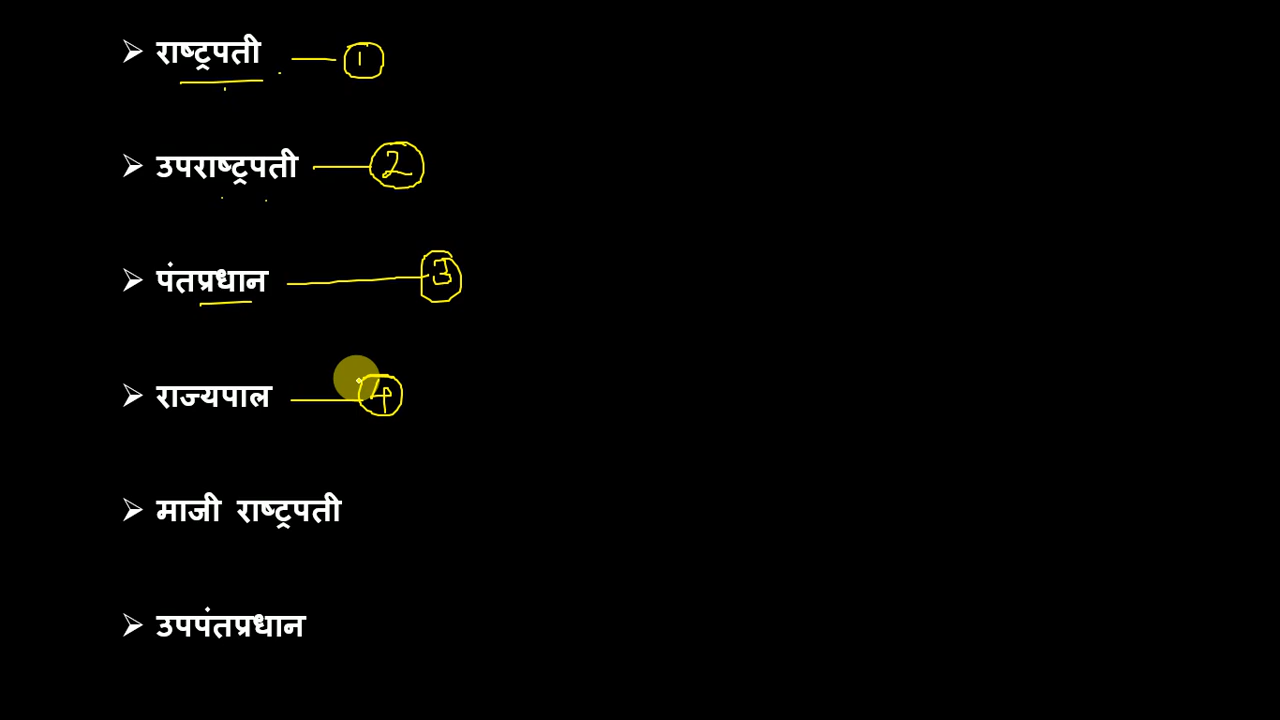 ➢ राष्ट्रपती — 1
➢ उपराष्ट्रपती — 2
➢ पंतप्रधान — 3
➢ राज्यपाल — 4
➢ माजी राष्ट्रपती
➢ उपपंतप्रधान